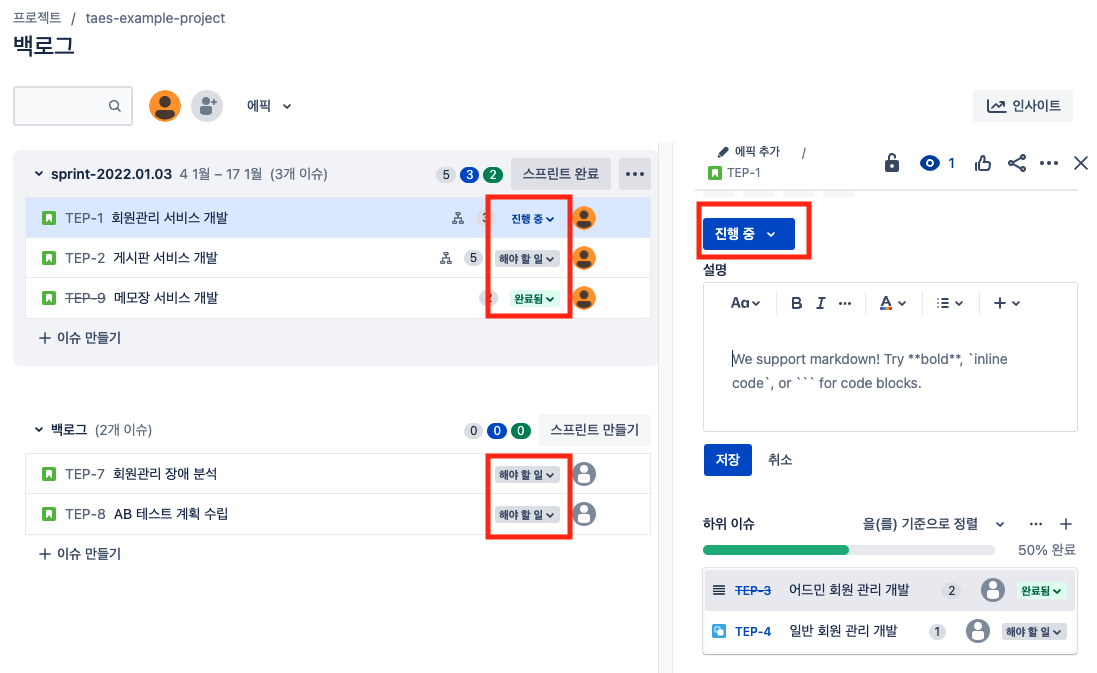 프로젝트 / taes-example-project
백로그
에픽
인사이트
sprint-2022.01.03 4 1월 – 17 1월 (3개 이슈) 5 3 2 스프린트 완료 •••
TEP-1 회원관리 서비스 개발 3 진행 중
TEP-2 게시판 서비스 개발 5 해야 할 일
TEP-9 메모장 서비스 개발 2 완료됨
+ 이슈 만들기
백로그 (2개 이슈) 0 0 0 스프린트 만들기
TEP-7 회원관리 장애 분석 해야 할 일
TEP-8 AB 테스트 계획 수립 해야 할 일
+ 이슈 만들기
에픽 추가 /
TEP-1
1
진행 중
설명
Aa B I ••• A +
We support markdown! Try **bold**, `inline
code`, or ``` for code blocks.
저장 취소
하위 이슈 을(를) 기준으로 정렬 ••• +
50% 완료
TEP-3 어드민 회원 관리 개발 2 완료됨
TEP-4 일반 회원 관리 개발 1 해야 할 일